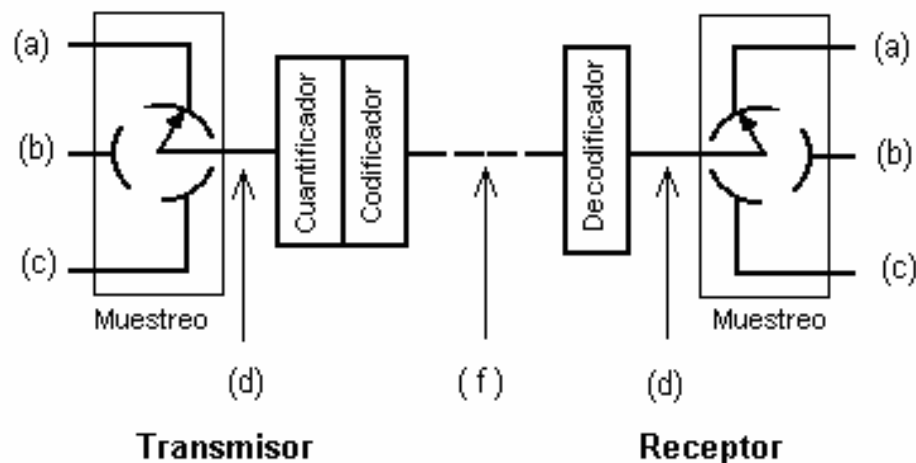 (a)
(b)
(c)
Muestreo
Cuantificador
Codificador
Decodificador
(a)
(b)
(c)
Muestreo
(d)
( f )
(d)
Transmisor
Receptor